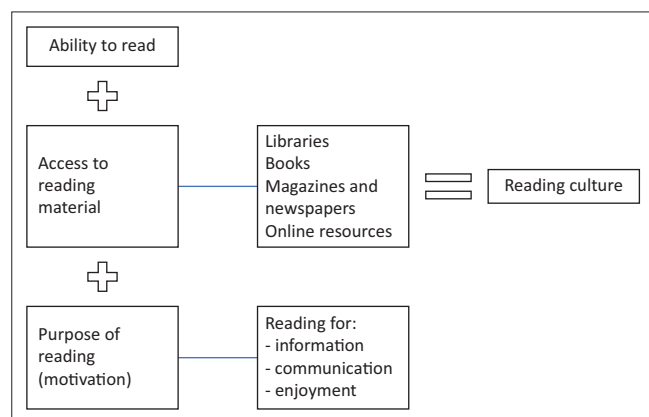 Ability to read
Access to
reading
material
Libraries
Books
Magazines and
newspapers
Online resources
Reading culture
Purpose of
reading
(motivation)
Reading for:
- information
- communication
- enjoyment